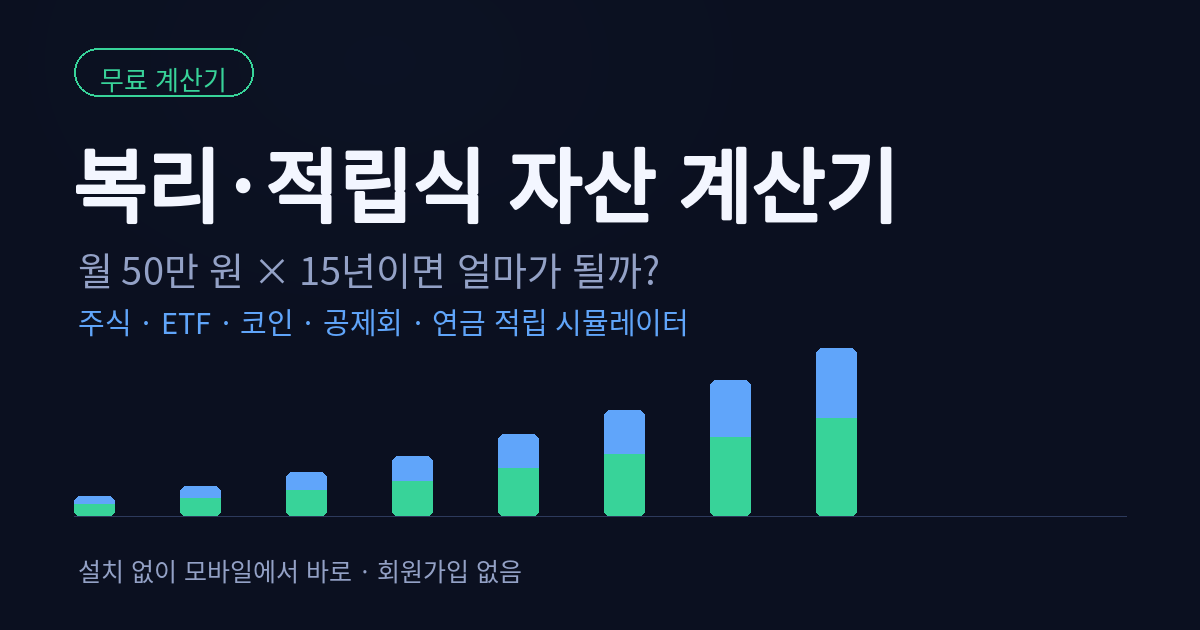 무료 계산기
복리·적립식 자산 계산기
월 50만 원 × 15년이면 얼마가 될까?
주식 · ETF · 코인 · 공제회 · 연금 적립 시뮬레이터
설치 없이 모바일에서 바로 · 회원가입 없음